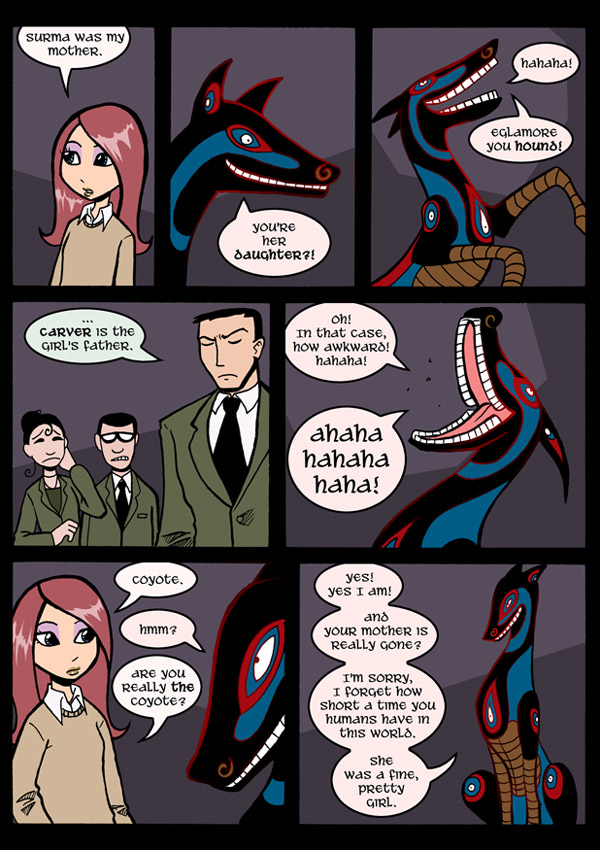 Surma was my
mother.
you're
her
daughter?!
hahaha!
Eglamore
you hound!
...
Carver is the
girl's father.
Oh!
In that case,
how awkward!
hahaha!
ahaha
hahaha
haha!
Coyote.
hmm?
are you
really the
Coyote?
yes!
yes I am!
and
your mother is
really gone?
I'm sorry,
I forget how
short a time you
humans have in
this world.
She
was a fine,
pretty
girl.